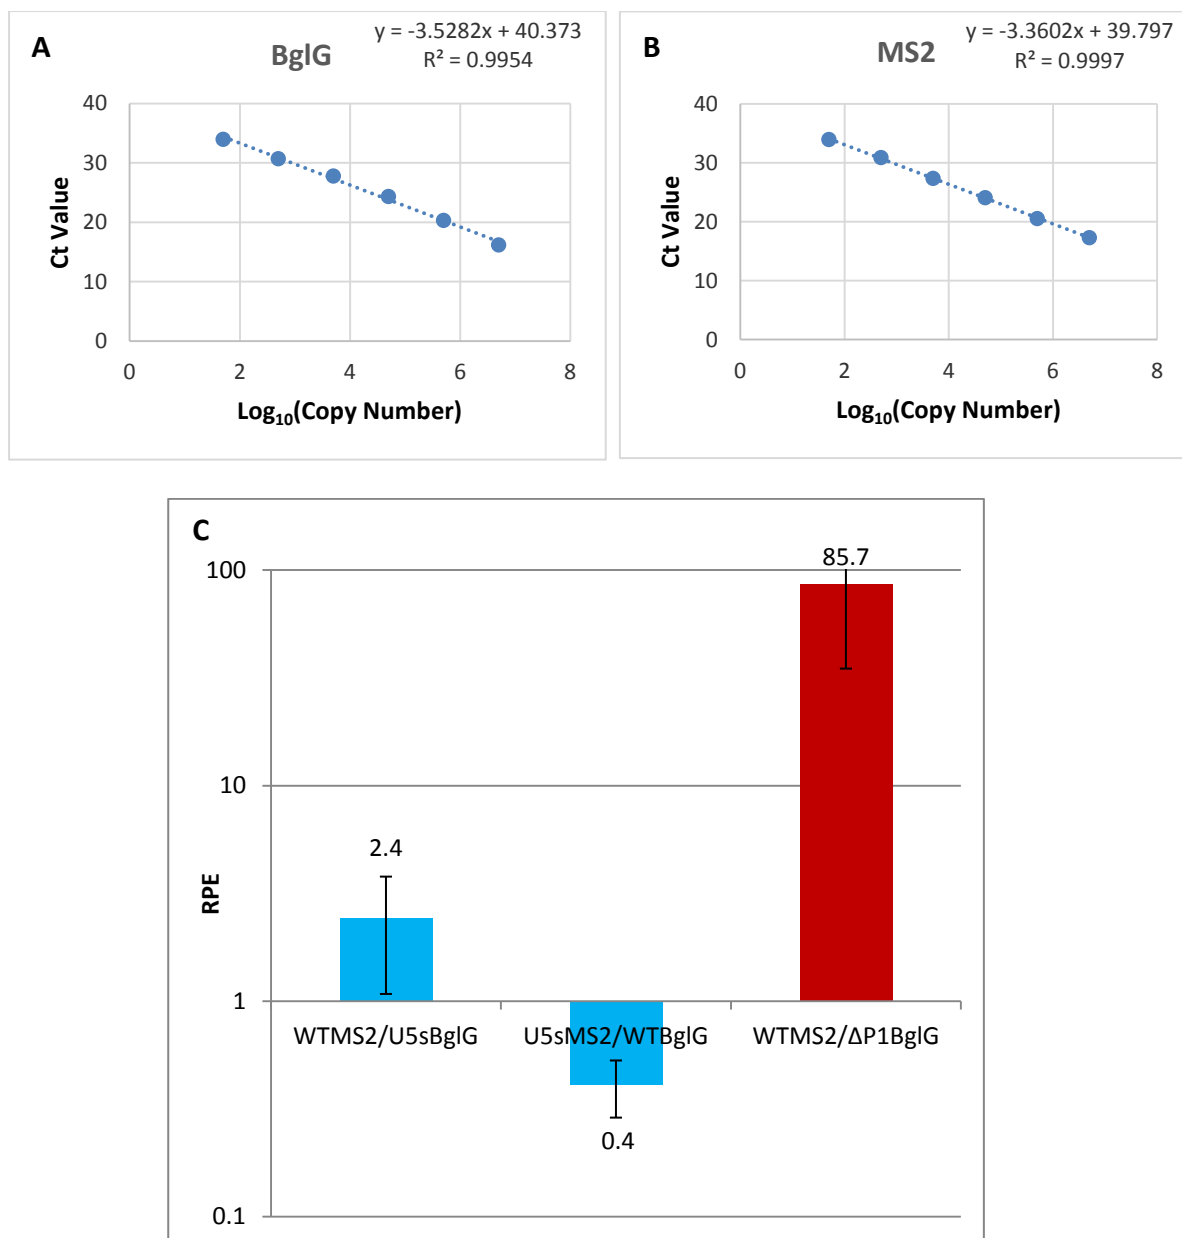 A
BglG
y = -3.5282x + 40.373
R² = 0.9954
40
30
20
10
0
0 2 4 6 8
Ct Value
Log₁₀(Copy Number)
B
MS2
y = -3.3602x + 39.797
R² = 0.9997
40
30
20
10
0
0 2 4 6 8
Ct Value
Log₁₀(Copy Number)
C
100
10
1
0.1
RPE
2.4
0.4
85.7
WTMS2/U5sBglG
U5sMS2/WTBglG
WTMS2/ΔP1BglG